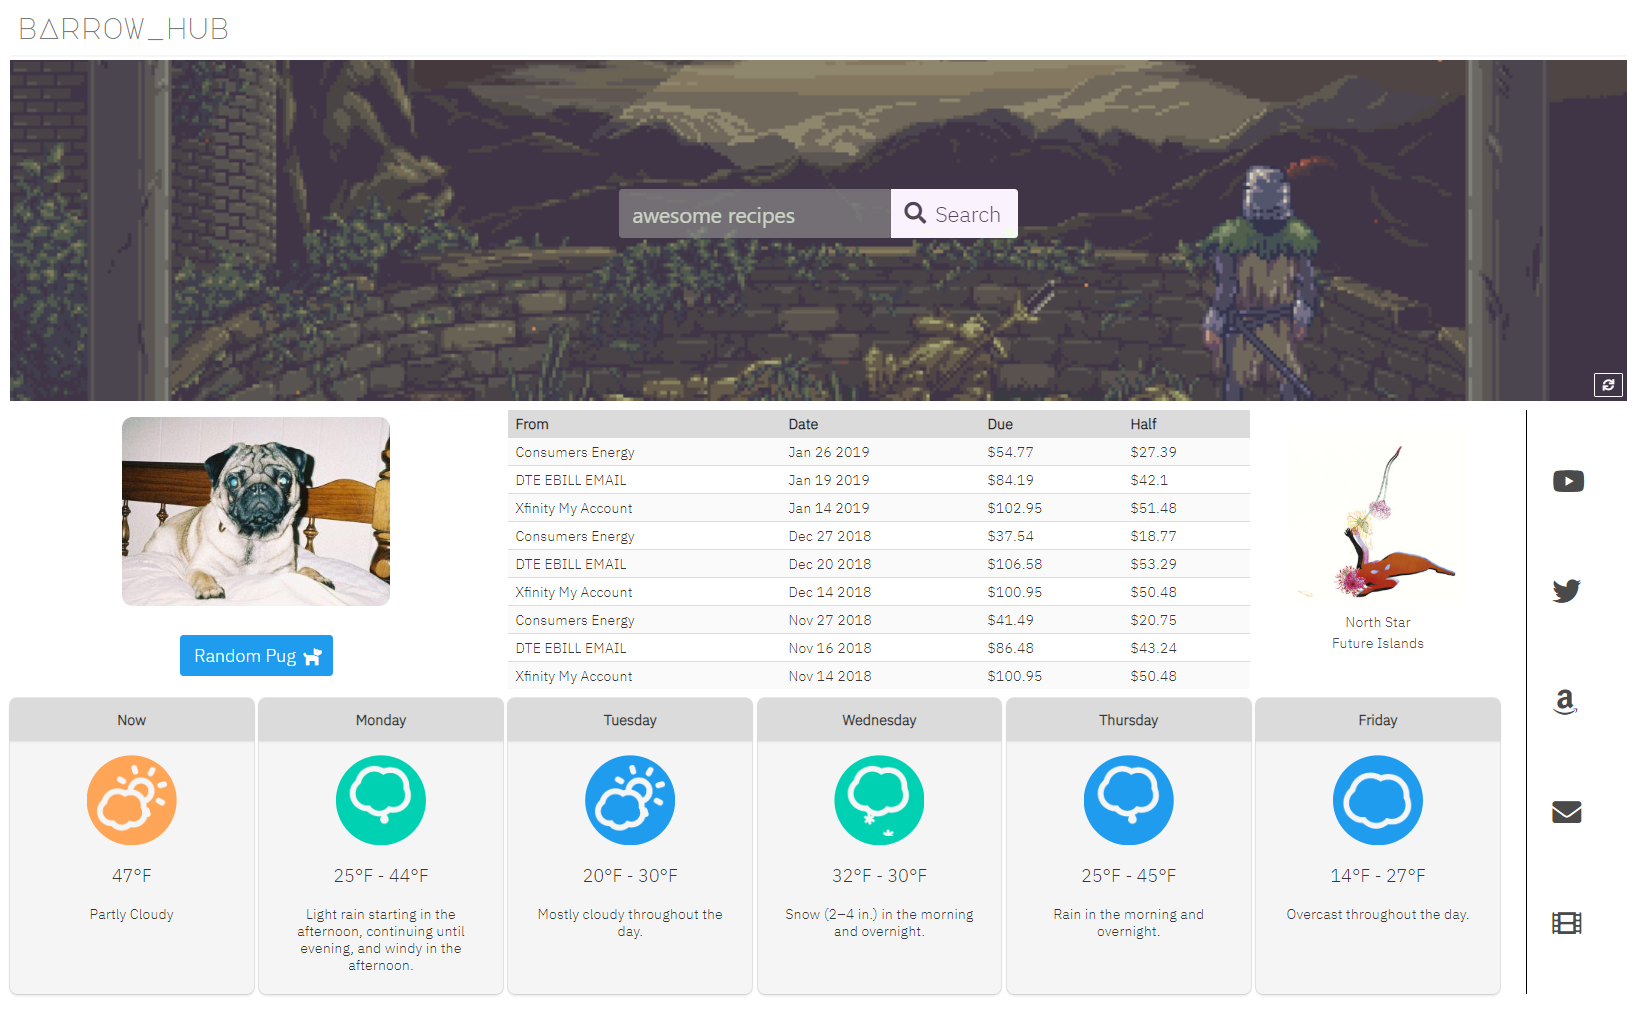 BARROW_HUB
awesome recipes
Search
From Date Due Half
Consumers Energy Jan 26 2019 $54.77 $27.39
DTE EBILL EMAIL Jan 19 2019 $84.19 $42.1
Xfinity My Account Jan 14 2019 $102.95 $51.48
Consumers Energy Dec 27 2018 $37.54 $18.77
DTE EBILL EMAIL Dec 20 2018 $106.58 $53.29
Xfinity My Account Dec 14 2018 $100.95 $50.48
Consumers Energy Nov 27 2018 $41.49 $20.75
DTE EBILL EMAIL Nov 16 2018 $86.48 $43.24
Xfinity My Account Nov 14 2018 $100.95 $50.48
Random Pug
North Star
Future Islands
Now
47°F
Partly Cloudy
Monday
25°F - 44°F
Light rain starting in the
afternoon, continuing until
evening, and windy in the
afternoon.
Tuesday
20°F - 30°F
Mostly cloudy throughout the
day.
Wednesday
32°F - 30°F
Snow (2–4 in.) in the morning
and overnight.
Thursday
25°F - 45°F
Rain in the morning and
overnight.
Friday
14°F - 27°F
Overcast throughout the day.